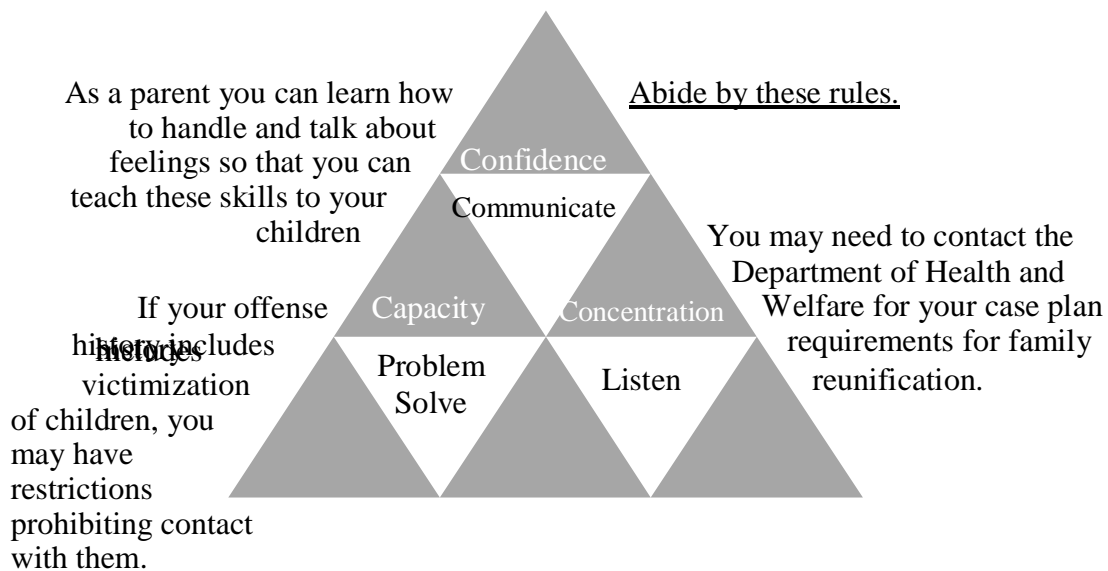 As a parent you can learn how
to handle and talk about
feelings so that you can
teach these skills to your
children
Abide by these rules.
Confidence
Communicate
You may need to contact the
Department of Health and
Welfare for your case plan
requirements for family
reunification.
If your offense
history includes
victimization
of children, you
may have
restrictions
prohibiting contact
with them.
Capacity
Concentration
Problem
Solve
Listen